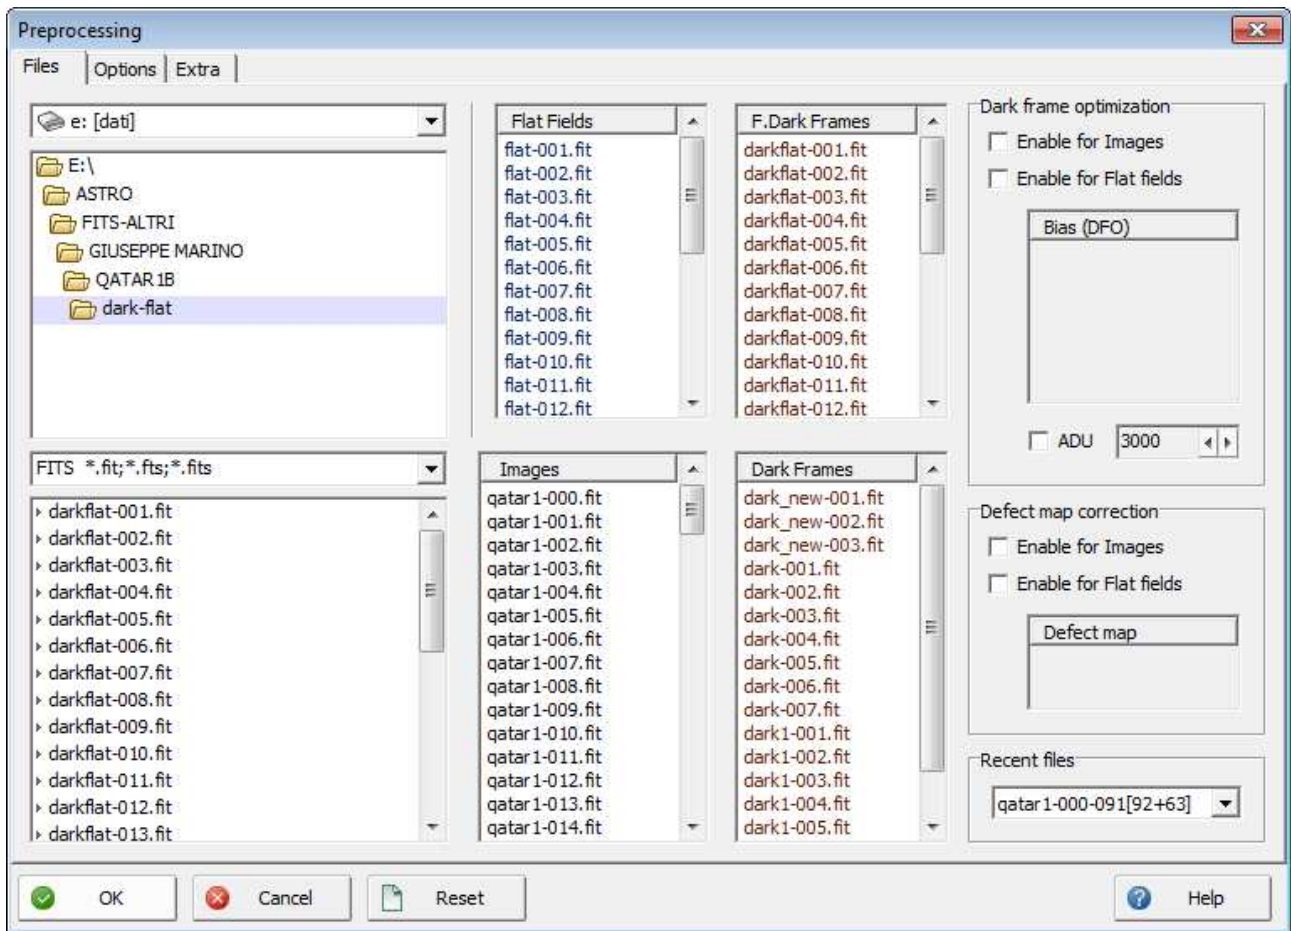 Preprocessing
Files
Options
Extra
e: [dati]
E:\
ASTRO
FITS-ALTRI
GIUSEPPE MARINO
QATAR1B
dark-flat
FITS *.fit;*.fts;*.fits
darkflat-001.fit
darkflat-002.fit
darkflat-003.fit
darkflat-004.fit
darkflat-005.fit
darkflat-006.fit
darkflat-007.fit
darkflat-008.fit
darkflat-009.fit
darkflat-010.fit
darkflat-011.fit
darkflat-012.fit
darkflat-013.fit
Flat Fields
flat-001.fit
flat-002.fit
flat-003.fit
flat-004.fit
flat-005.fit
flat-006.fit
flat-007.fit
flat-008.fit
flat-009.fit
flat-010.fit
flat-011.fit
flat-012.fit
F.Dark Frames
darkflat-001.fit
darkflat-002.fit
darkflat-003.fit
darkflat-004.fit
darkflat-005.fit
darkflat-006.fit
darkflat-007.fit
darkflat-008.fit
darkflat-009.fit
darkflat-010.fit
darkflat-011.fit
darkflat-012.fit
Images
qatar1-000.fit
qatar1-001.fit
qatar1-002.fit
qatar1-003.fit
qatar1-004.fit
qatar1-005.fit
qatar1-006.fit
qatar1-007.fit
qatar1-008.fit
qatar1-009.fit
qatar1-010.fit
qatar1-011.fit
qatar1-012.fit
qatar1-013.fit
qatar1-014.fit
Dark Frames
dark_new-001.fit
dark_new-002.fit
dark_new-003.fit
dark-001.fit
dark-002.fit
dark-003.fit
dark-004.fit
dark-005.fit
dark-006.fit
dark-007.fit
dark1-001.fit
dark1-002.fit
dark1-003.fit
dark1-004.fit
dark1-005.fit
Dark frame optimization
Enable for Images
Enable for Flat fields
Bias (DFO)
ADU
3000
Defect map correction
Enable for Images
Enable for Flat fields
Defect map
Recent files
qatar1-000-091[92+63]
OK
Cancel
Reset
Help